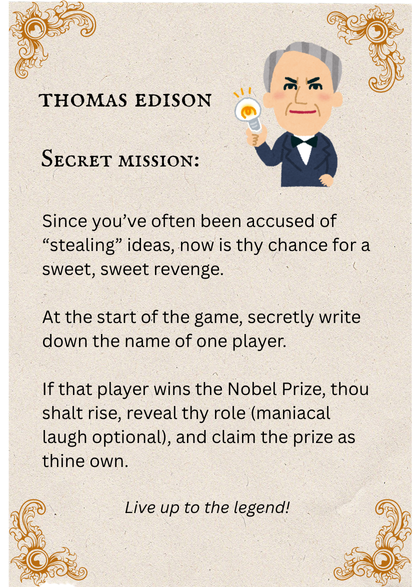 THOMAS EDISON
SECRET MISSION:
Since you’ve often been accused of
“stealing” ideas, now is thy chance for a
sweet, sweet revenge.
At the start of the game, secretly write
down the name of one player.
If that player wins the Nobel Prize, thou
shalt rise, reveal thy role (maniacal
laugh optional), and claim the prize as
thine own.
Live up to the legend!